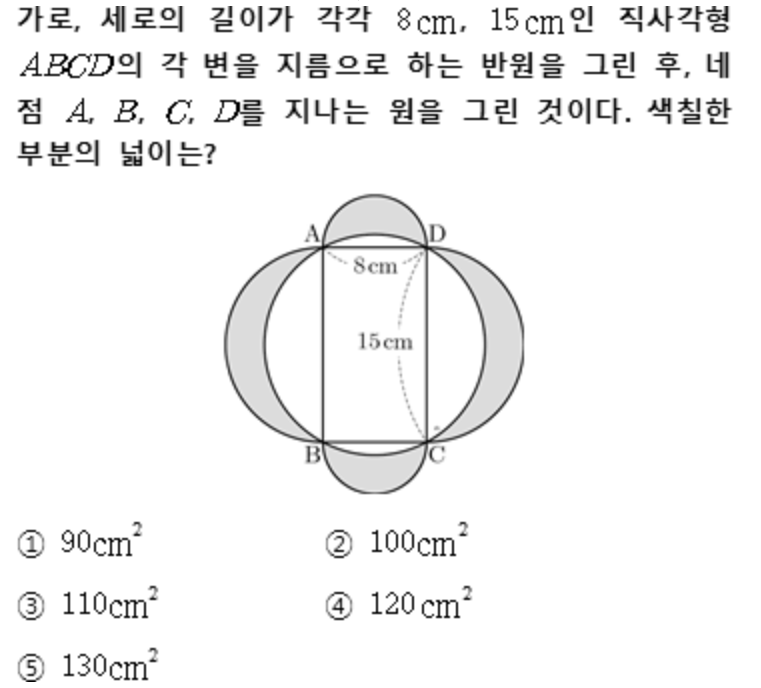 가로, 세로의 길이가 각각 8cm, 15cm인 직사각형
ABCD의 각 변을 지름으로 하는 반원을 그린 후, 네
점 A, B, C, D를 지나는 원을 그린 것이다. 색칠한
부분의 넓이는?
A D
8cm
15cm
B C
① 90cm²
② 100cm²
③ 110cm²
④ 120cm²
⑤ 130cm²